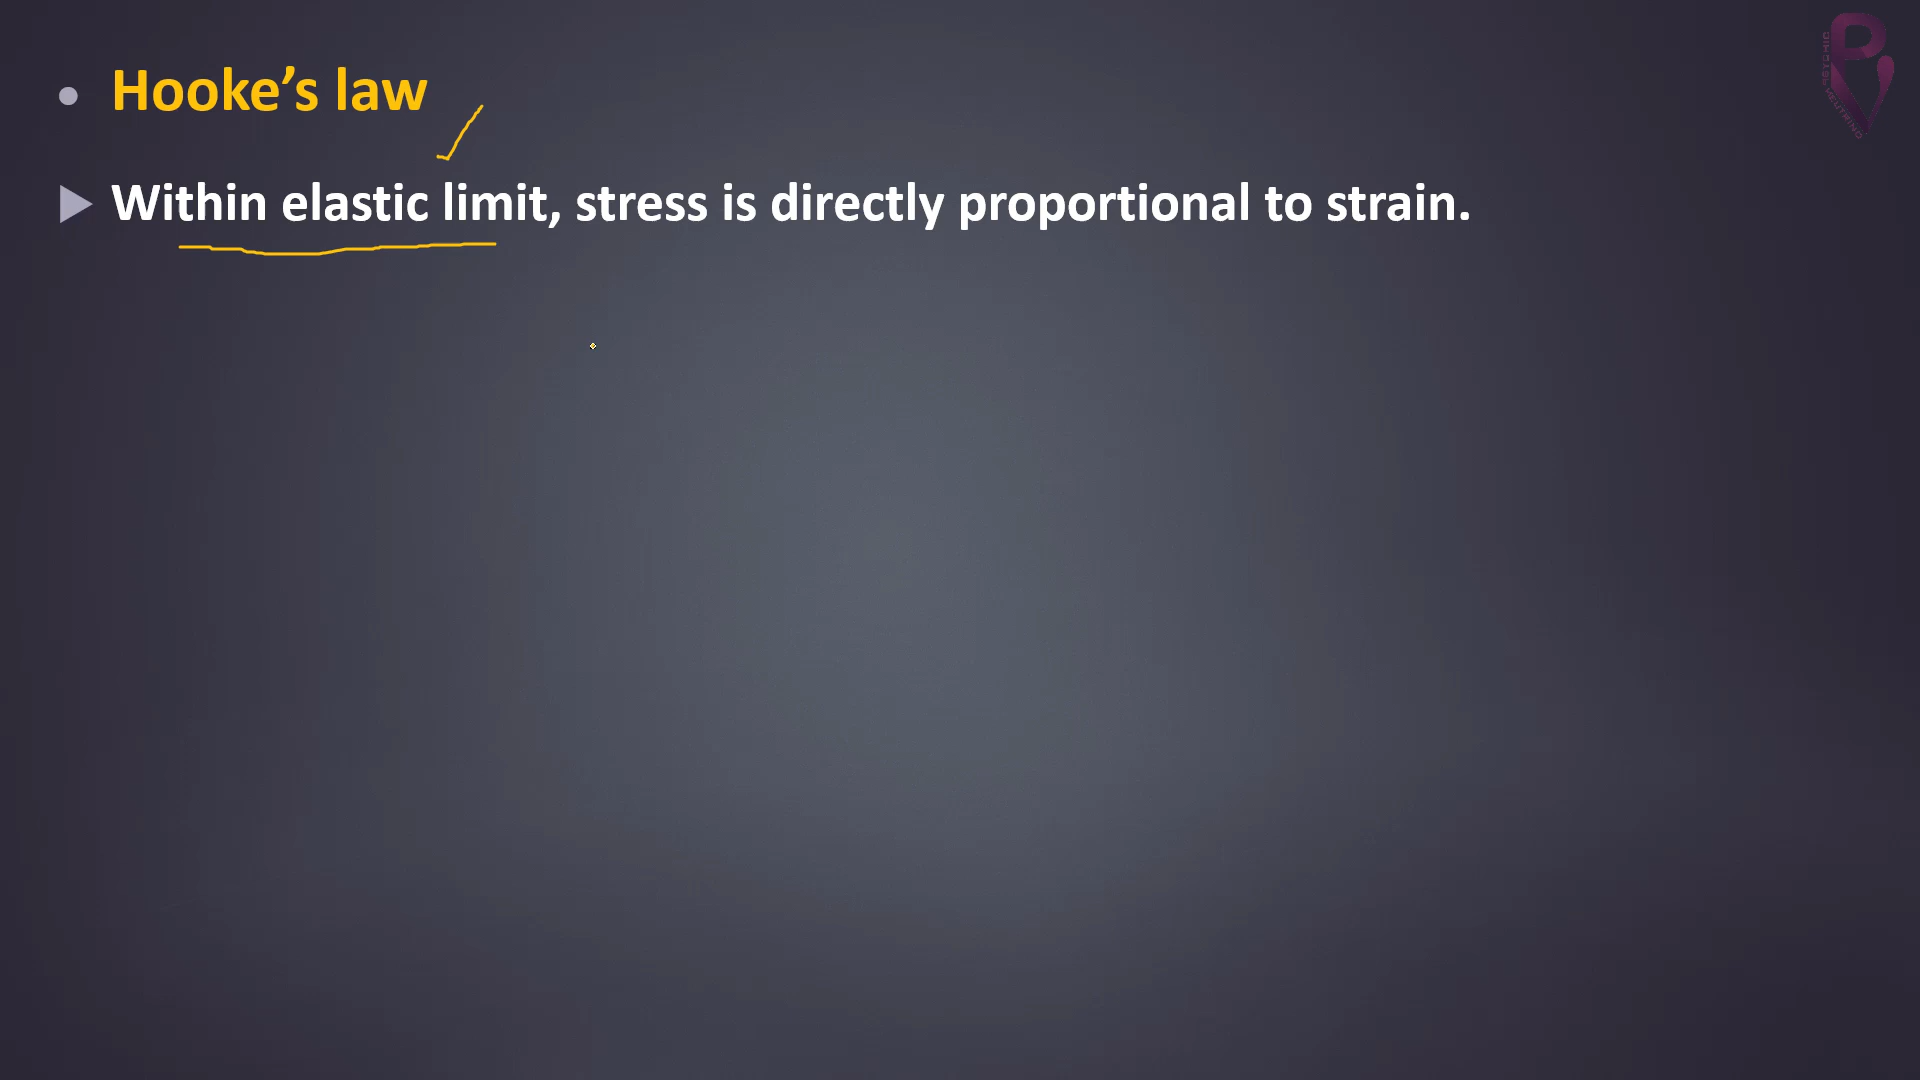 Hooke’s law
Within elastic limit, stress is directly proportional to strain.